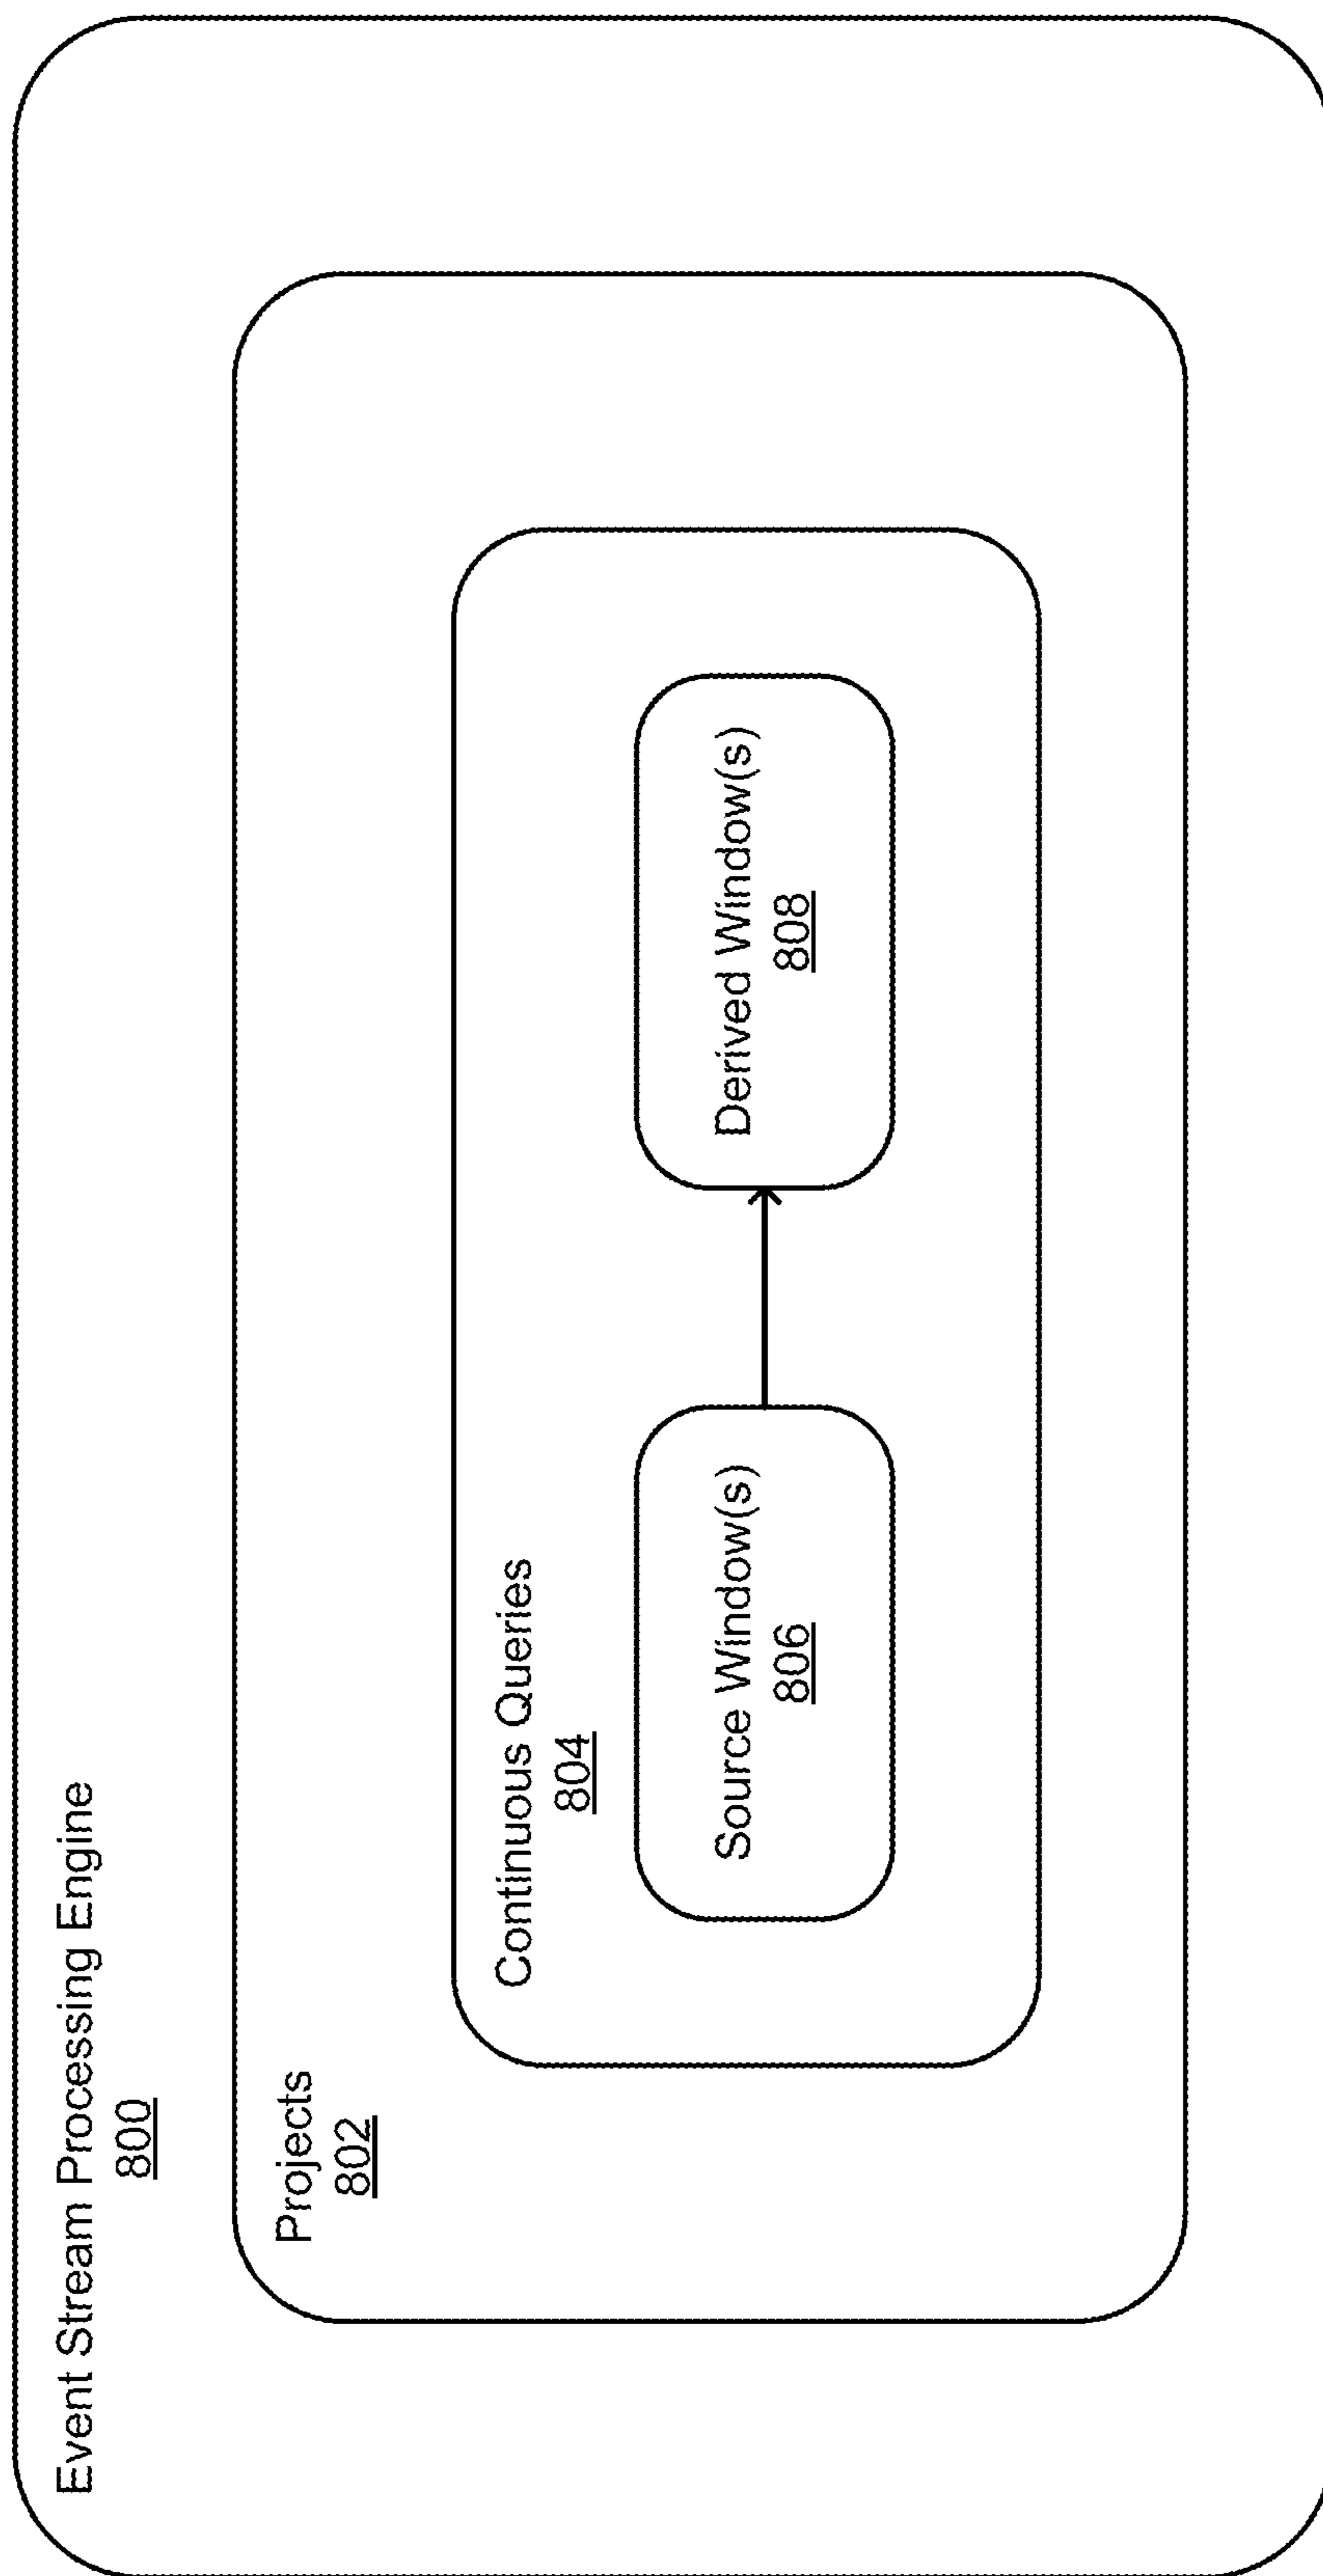 Event Stream Processing Engine
800
Projects
802
Continuous Queries
804
Source Window(s)
806
Derived Window(s)
808